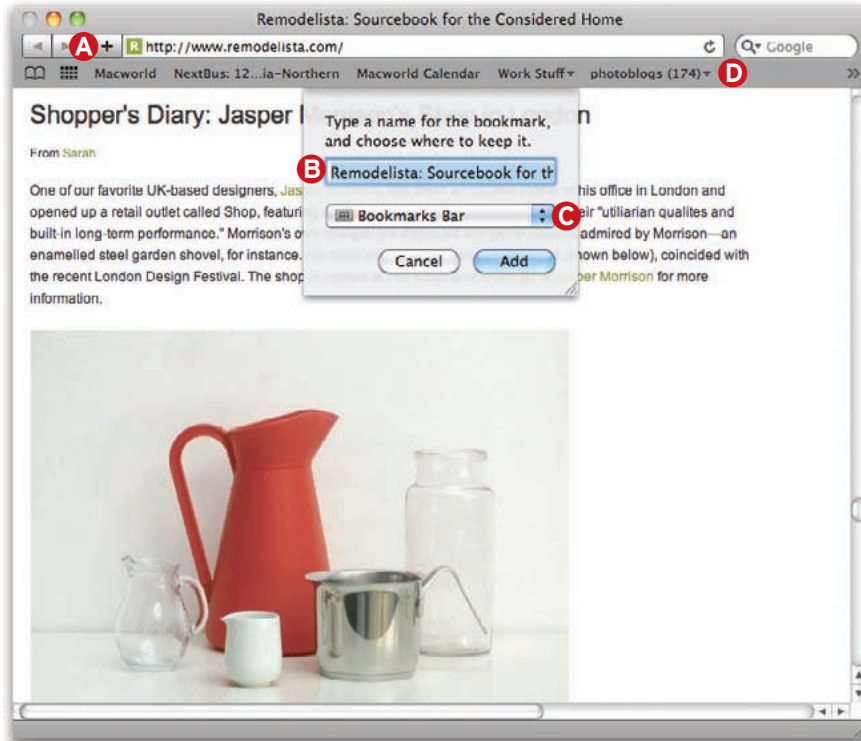 Remodelista: Sourcebook for the Considered Home
A + R http://www.remodelista.com/ Google
Macworld NextBus: 12...ia–Northern Macworld Calendar Work Stuff photoblogs (174) D »
Shopper's Diary: Jasper
Type a name for the bookmark,
and choose where to keep it.
From Sarah
B Remodelista: Sourcebook for th
One of our favorite UK-based designers, Jas his office in London and
opened up a retail outlet called Shop, featuri eir "utiliarian qualites and
Bookmarks Bar C
built-in long-term performance." Morrison's o admired by Morrison—an
enamelled steel garden shovel, for instance. hown below), coincided with
Cancel Add
the recent London Design Festival. The shop per Morrison for more
information.